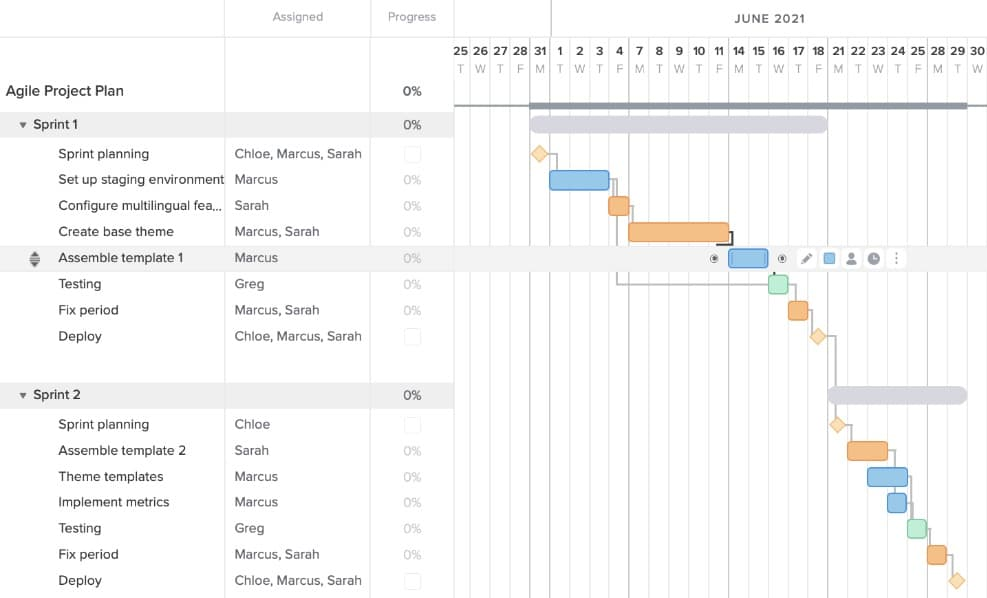 Assigned Progress JUNE 2021
25 26 27 28 31 1 2 3 4 7 8 9 10 11 14 15 16 17 18 21 22 23 24 25 28 29 30
T W T F M T W T F M T W T F M T W T F M T W T F M T W
Agile Project Plan 0%
Sprint 1 0%
Sprint planning Chloe, Marcus, Sarah
Set up staging environment Marcus 0%
Configure multilingual fea... Sarah 0%
Create base theme Marcus, Sarah 0%
Assemble template 1 Marcus 0%
Testing Greg 0%
Fix period Marcus, Sarah 0%
Deploy Chloe, Marcus, Sarah
Sprint 2 0%
Sprint planning Chloe
Assemble template 2 Sarah 0%
Theme templates Marcus 0%
Implement metrics Marcus 0%
Testing Greg 0%
Fix period Marcus, Sarah 0%
Deploy Chloe, Marcus, Sarah